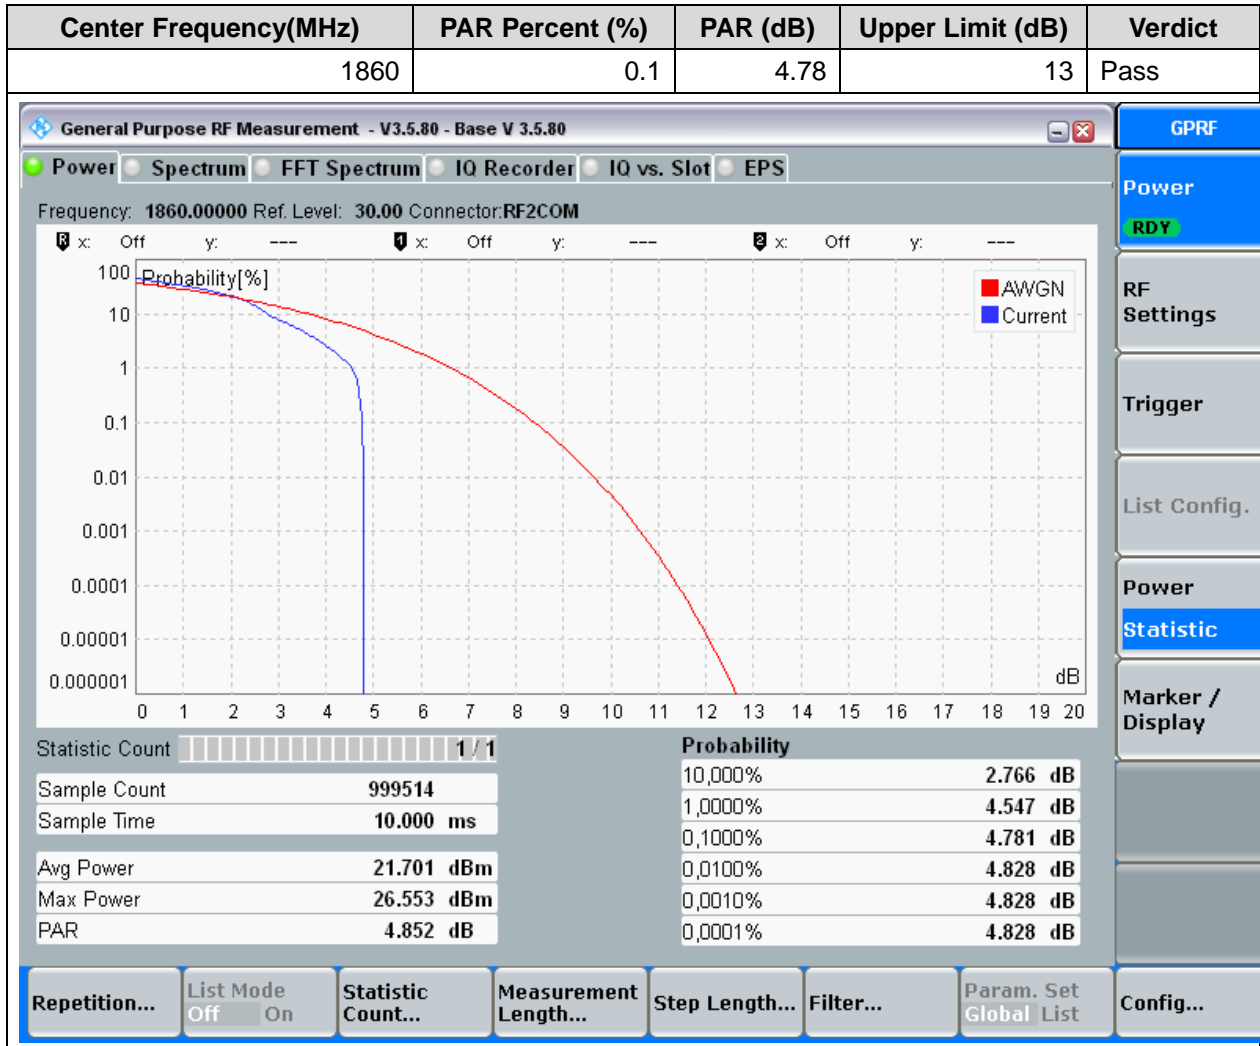 Center Frequency(MHz) PAR Percent (%) PAR (dB) Upper Limit (dB) Verdict
1860 0.1 4.78 13 Pass
General Purpose RF Measurement - V3.5.80 - Base V 3.5.80
GPRF
Power Spectrum FFT Spectrum IQ Recorder IQ vs. Slot EPS
Power
RDY
Frequency: 1860.00000 Ref. Level: 30.00 Connector:RF2COM
R x: Off y: --- 1 x: Off y: --- 2 x: Off y: ---
Probability[%]
AWGN
Current
100
10
1
0.1
0.01
0.001
0.0001
0.00001
0.000001
dB
0 1 2 3 4 5 6 7 8 9 10 11 12 13 14 15 16 17 18 19 20
RF
Settings
Trigger
List Config.
Power
Statistic
Marker /
Display
Statistic Count 1 / 1
Sample Count 999514
Sample Time 10.000 ms
Avg Power 21.701 dBm
Max Power 26.553 dBm
PAR 4.852 dB
Probability
10,000% 2.766 dB
1,0000% 4.547 dB
0,1000% 4.781 dB
0,0100% 4.828 dB
0,0010% 4.828 dB
0,0001% 4.828 dB
Repetition...
List Mode
Off On
Statistic
Count...
Measurement
Length...
Step Length...
Filter...
Param. Set
Global List
Config...